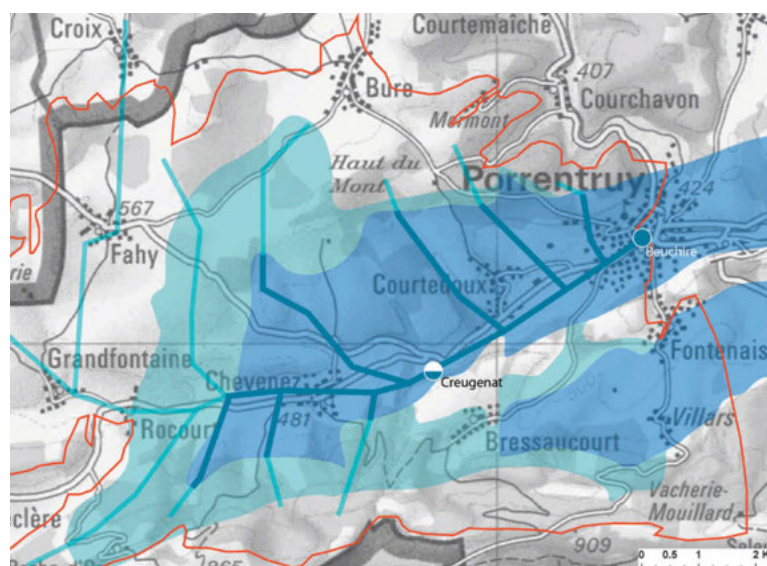 Croix
Courtemaîche
407
Bure
Courchavon
Mormont
Haut du
Mont
Porrentruy
424
567
Fahy
Beuchire
Courtedoux
Grandfontaine
Chevenez
Creugenat
Fontenais
481
Rocourt
Villars
Bressaucourt
Vacherie-
Mouillard
909
865
0 0.5 1 2 K